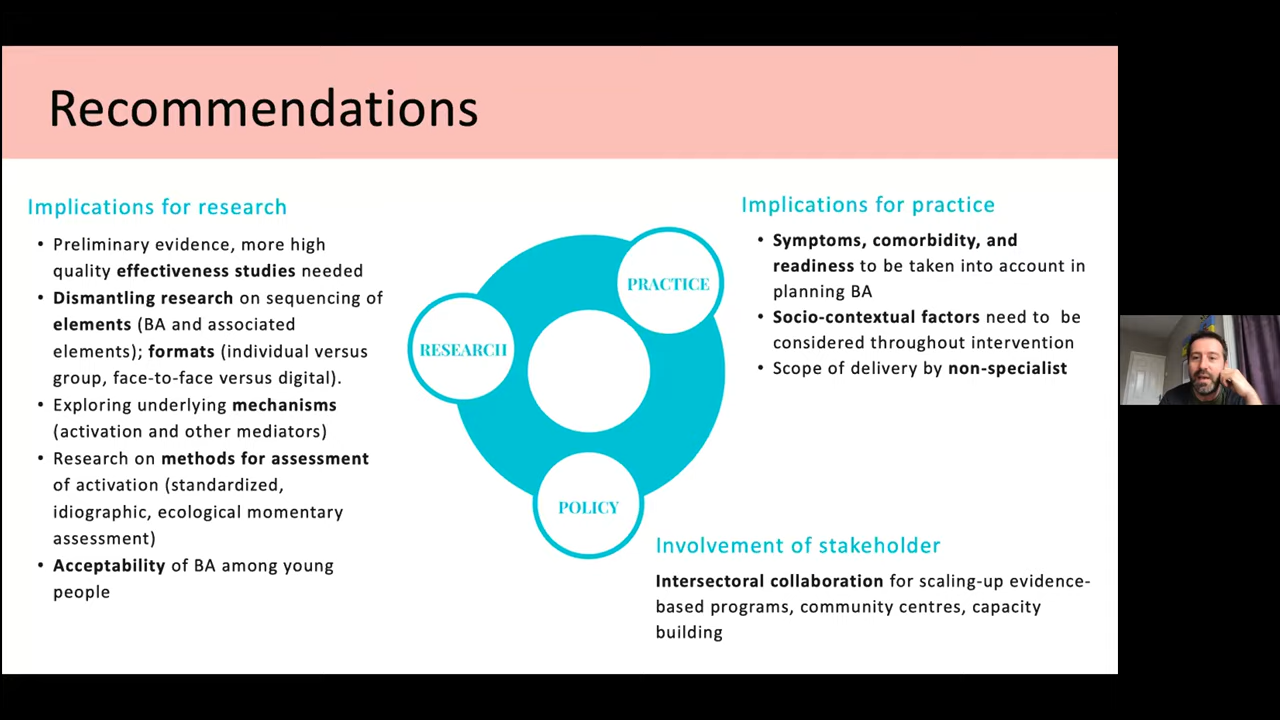 Recommendations
Implications for research
• Preliminary evidence, more high
quality effectiveness studies needed
• Dismantling research on sequencing of
elements (BA and associated
elements); formats (individual versus
group, face-to-face versus digital).
• Exploring underlying mechanisms
(activation and other mediators)
• Research on methods for assessment
of activation (standardized,
idiographic, ecological momentary
assessment)
• Acceptability of BA among young
people
PRACTICE
RESEARCH
POLICY
Implications for practice
• Symptoms, comorbidity, and
readiness to be taken into account in
planning BA
• Socio-contextual factors need to be
considered throughout intervention
• Scope of delivery by non-specialist
Involvement of stakeholder
Intersectoral collaboration for scaling-up evidence-
based programs, community centres, capacity
building